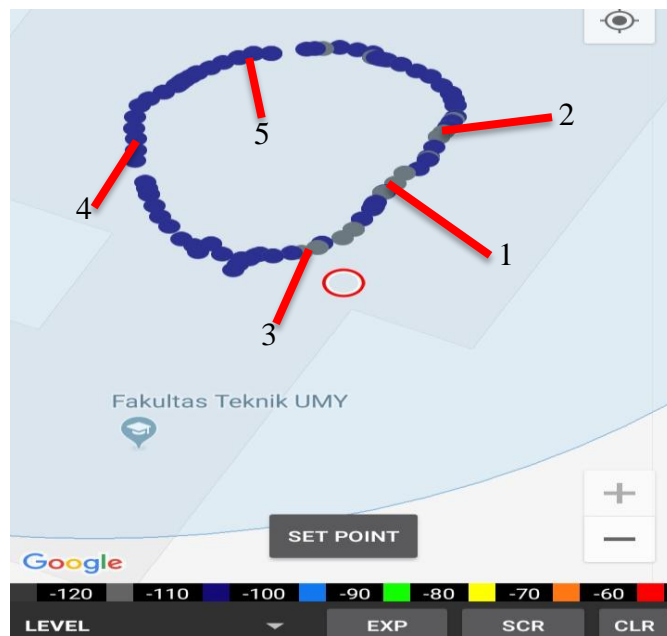 2
5
4
1
3
Fakultas Teknik UMY
SET POINT
Google
-120 -110 -100 -90 -80 -70 -60
LEVEL EXP SCR CLR